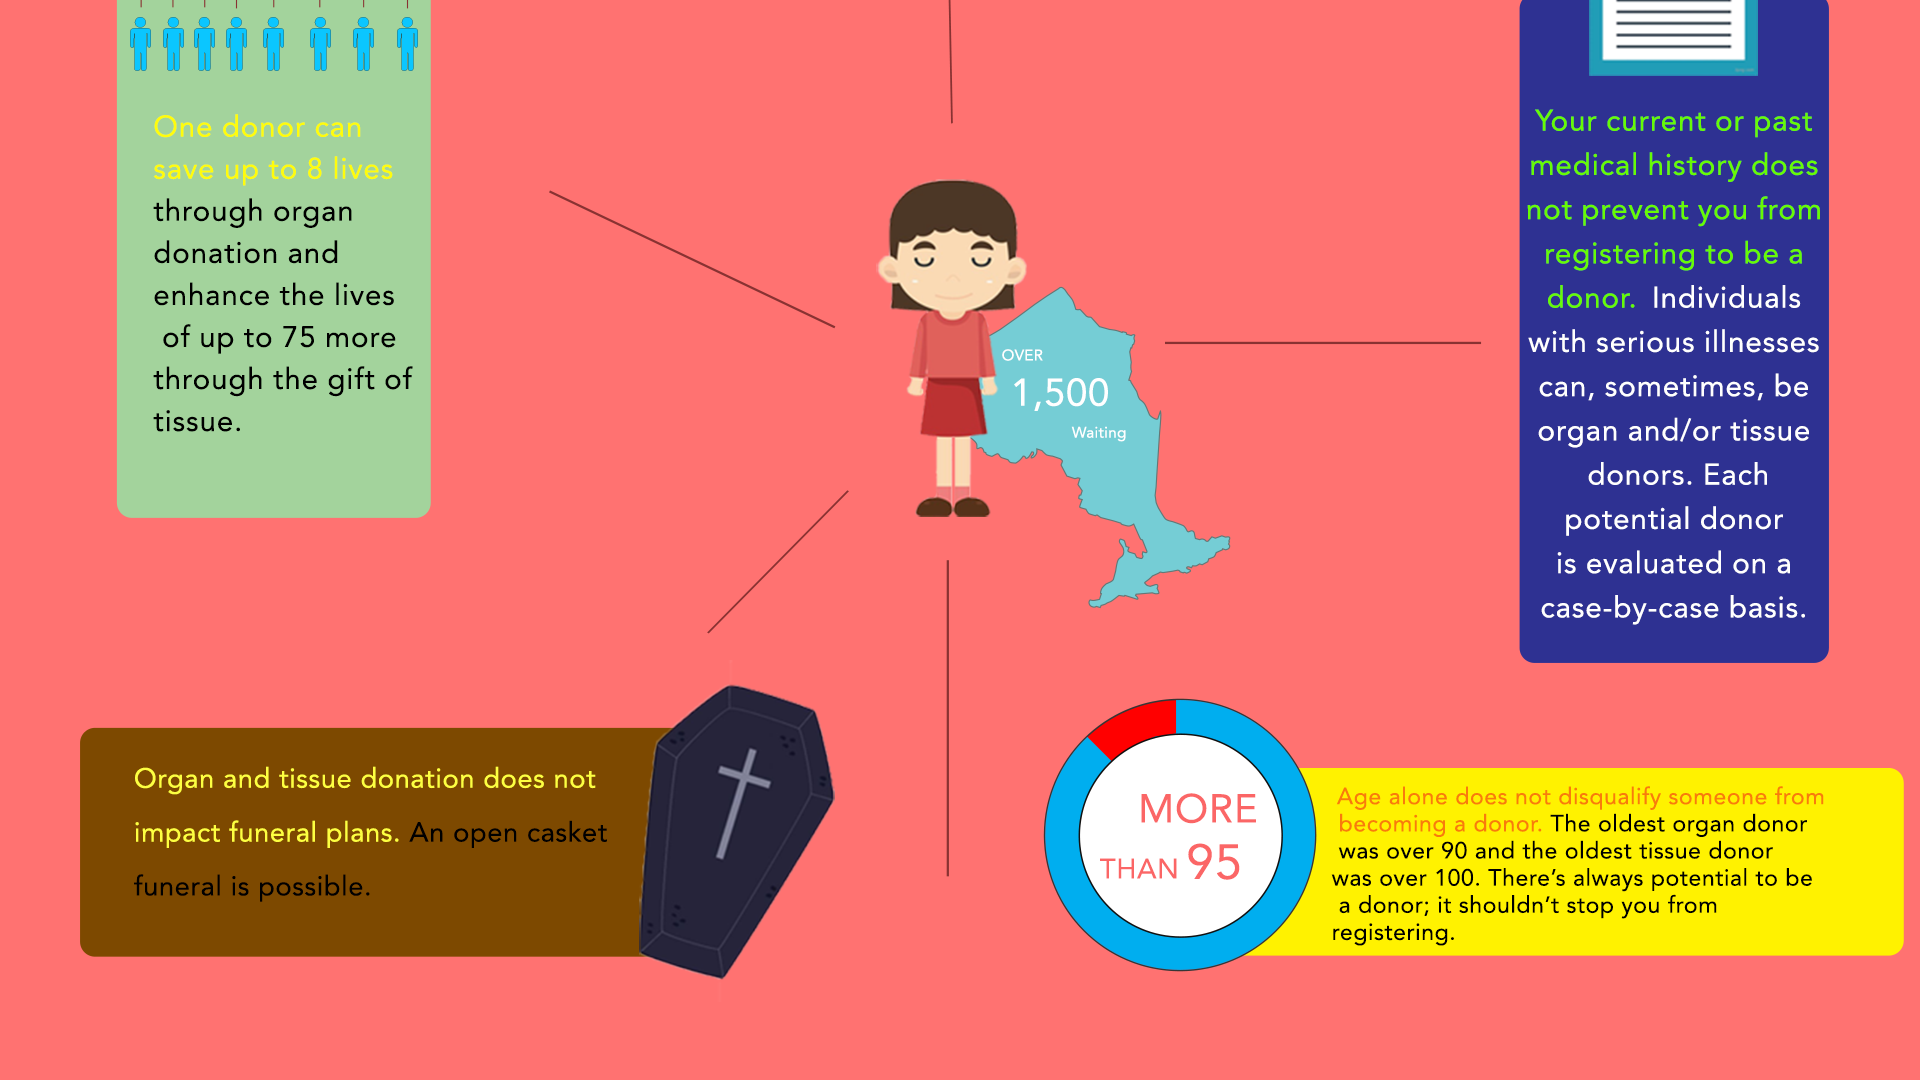 One donor can
save up to 8 lives
through organ
donation and
enhance the lives
of up to 75 more
through the gift of
tissue.
OVER
1,500
Waiting
Your current or past
medical history does
not prevent you from
registering to be a
donor. Individuals
with serious illnesses
can, sometimes, be
organ and/or tissue
donors. Each
potential donor
is evaluated on a
case-by-case basis.
Organ and tissue donation does not
impact funeral plans. An open casket
funeral is possible.
MORE
THAN 95
Age alone does not disqualify someone from
becoming a donor. The oldest organ donor
was over 90 and the oldest tissue donor
was over 100. There’s always potential to be
a donor; it shouldn’t stop you from
registering.